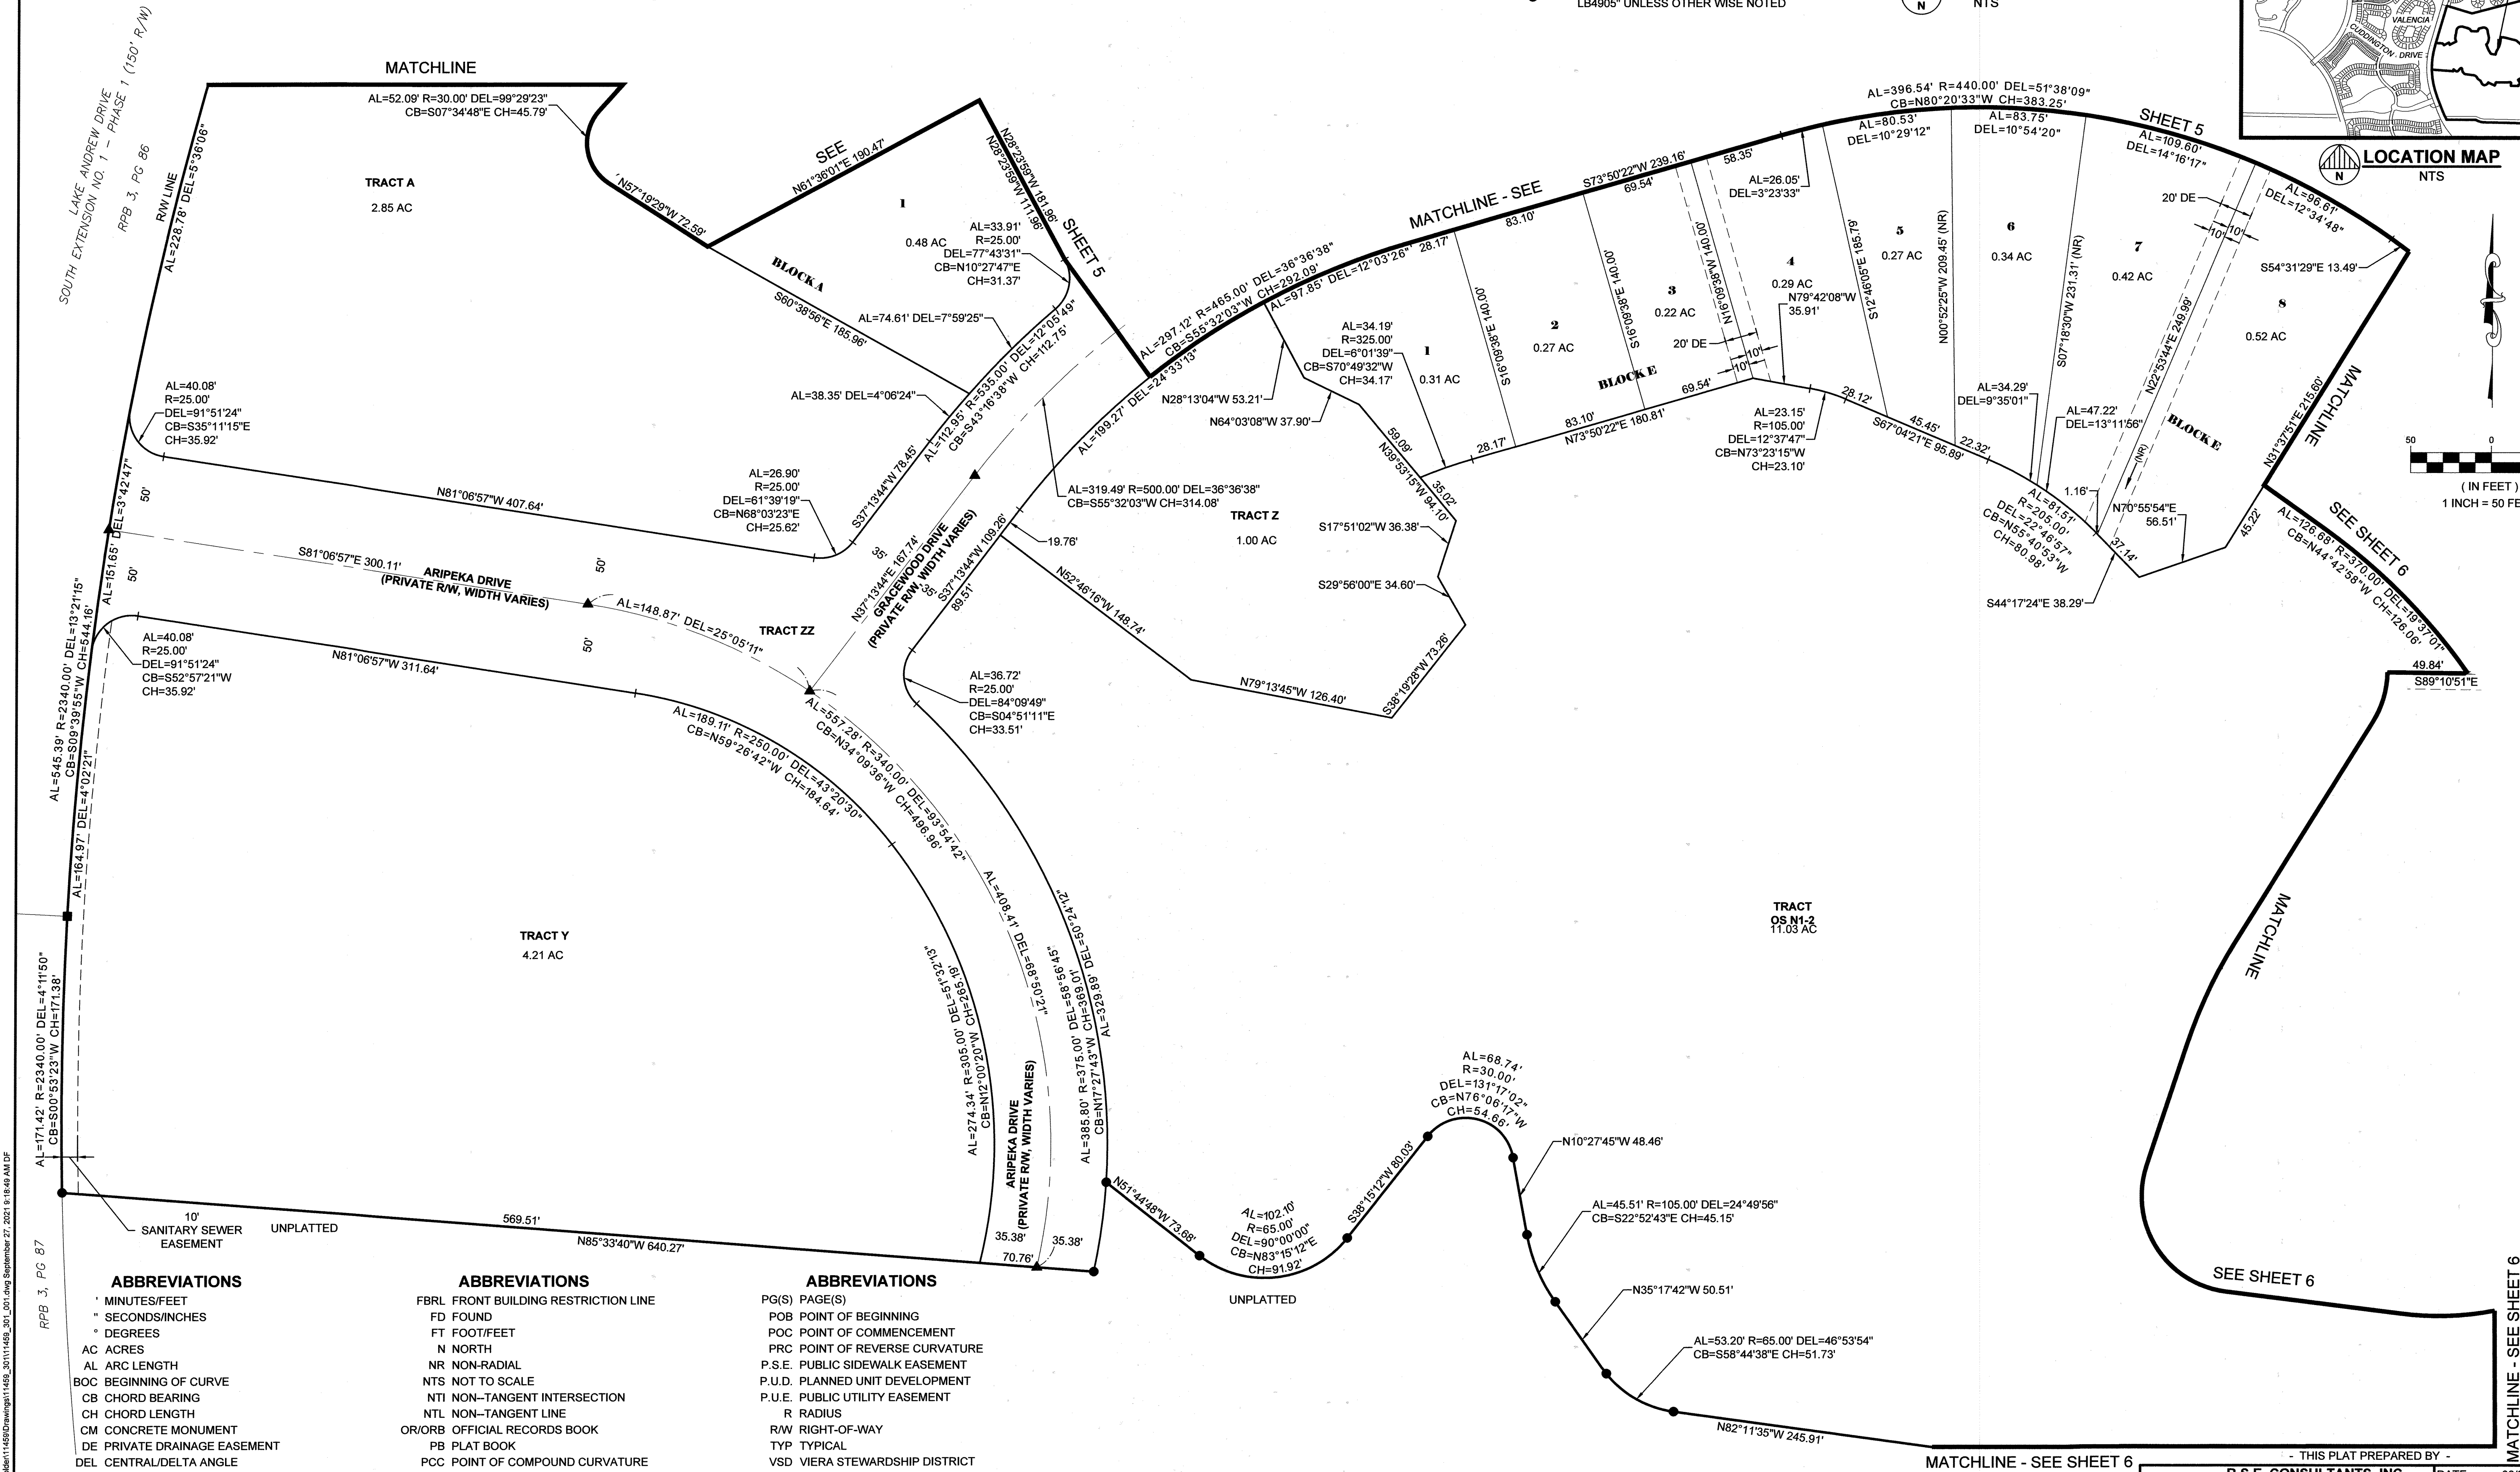 LB4905" UNLESS OTHER WISE NOTED
N
NTS
VALENCIA
CUDDINGTON - DRIVE
LOCATION MAP
N
NTS
50
0
( IN FEET )
1 INCH = 50
LAKE ANDREW DRIVE
SOUTH EXTENSION NO. 1 - PHASE 1 (150' R/W)
RPB 3, PG 86
MATCHLINE
AL=52.09' R=30.00' DEL=99°29'23"
CB=S07°34'48"E CH=45.79'
R/W LINE
AL=228.78' DEL=5°36'06"
TRACT A
2.85 AC
N57°19'29"W 72.59'
SEE
N61°36'01"E 190.47'
N28°23'59"W 181.96'
N28°23'59"W 111.96'
SHEET 5
1
0.48 AC
AL=33.91'
R=25.00'
DEL=77°43'31"
CB=N10°27'47"E
CH=31.37'
BLOCK A
S60°38'56"E 185.96'
AL=74.61' DEL=7°59'25"
AL=38.35' DEL=4°06'24"
AL=112.95' R=535.00' DEL=12°05'49"
CB=S43°16'38"W CH=112.75'
AL=40.08'
R=25.00'
DEL=91°51'24"
CB=S35°11'15"E
CH=35.92'
N81°06'57"W 407.64'
AL=26.90'
R=25.00'
DEL=61°39'19"
CB=N68°03'23"E
CH=25.62'
S37°13'44"W 78.45'
AL=151.65' DEL=3°42'47"
50'
50'
S81°06'57"E 300.11'
ARIPEKA DRIVE
(PRIVATE R/W, WIDTH VARIES)
50'
50'
AL=148.87' DEL=25°05'11"
TRACT ZZ
35'
N37°13'44"E 167.74'
GRACEWOOD DRIVE
(PRIVATE R/W, WIDTH VARIES)
35'
S37°13'44"W 109.26'
89.51'
19.76'
AL=319.49' R=500.00' DEL=36°36'38"
CB=S55°32'03"W CH=314.08'
AL=199.27' DEL=24°33'13"
AL=297.12' R=465.00' DEL=36°36'38"
CB=S55°32'03"W CH=292.09'
AL=97.85' DEL=12°03'26"
MATCHLINE - SEE
S73°50'22"W 239.16'
28.17'
83.10'
69.54'
58.35'
AL=26.05'
DEL=3°23'33"
AL=396.54' R=440.00' DEL=51°38'09"
CB=N80°20'33"W CH=383.25'
SHEET 5
AL=80.53'
DEL=10°29'12"
AL=83.75'
DEL=10°54'20"
AL=109.60'
DEL=14°16'17"
AL=96.61'
DEL=12°34'48"
20' DE
10'
10'
S54°31'29"E 13.49'
1
0.31 AC
S16°09'38"E 140.00'
2
0.27 AC
S16°09'38"E 140.00'
3
0.22 AC
N16°09'38"W 140.00'
20' DE
10'
10'
4
0.29 AC
N79°42'08"W
35.91'
S12°46'05"E 185.79'
5
0.27 AC
N00°52'25"W 209.45' (NR)
6
0.34 AC
S07°18'30"W 231.31' (NR)
7
0.42 AC
N22°53'44"E 249.99'
(NR)
8
0.52 AC
BLOCK E
BLOCK E
MATCHLINE
N31°37'51"E 215.60'
AL=34.19'
R=325.00'
DEL=6°01'39"
CB=S70°49'32"W
CH=34.17'
N28°13'04"W 53.21'
N64°03'08"W 37.90'
59.09'
N39°53'15"W 94.10'
35.02'
28.17'
83.10'
N73°50'22"E 180.81'
69.54'
AL=23.15'
R=105.00'
DEL=12°37'47"
CB=N73°23'15"W
CH=23.10'
28.12'
45.45'
S67°04'21"E 95.89'
22.32'
AL=34.29'
DEL=9°35'01"
AL=47.22'
DEL=13°11'56"
AL=81.51'
R=205.00'
DEL=22°46'57"
CB=N55°40'53"W
CH=80.98'
1.16'
37.14'
N70°55'54"E
56.51'
45.22'
S44°17'24"E 38.29'
SEE SHEET 6
AL=126.68' R=370.00' DEL=19°37'01"
CB=N44°42'58"W CH=126.06'
49.84'
S89°10'51"E
TRACT Z
1.00 AC
S17°51'02"W 36.38'
S29°56'00"E 34.60'
N52°46'16"W 148.74'
N79°13'45"W 126.40'
S38°19'28"W 73.26'
AL=545.39' R=2340.00' DEL=13°21'15"
CB=S09°39'55"W CH=544.16'
AL=164.97' DEL=4°02'21"
AL=40.08'
R=25.00'
DEL=91°51'24"
CB=S52°57'21"W
CH=35.92'
N81°06'57"W 311.64'
AL=189.11' R=250.00' DEL=43°20'30"
CB=N59°26'42"W CH=184.64'
AL=557.28' R=340.00' DEL=93°54'42"
CB=N34°09'36"W CH=496.96'
AL=36.72'
R=25.00'
DEL=84°09'49"
CB=S04°51'11"E
CH=33.51'
AL=408.41' DEL=68°50'12"
TRACT Y
4.21 AC
TRACT
OS N1-2
11.03 AC
MATCHLINE
AL=171.42' R=2340.00' DEL=4°11'50"
CB=S00°53'23"W CH=171.38'
AL=274.34' R=305.00' DEL=51°32'13"
CB=N12°00'20"W CH=265.19'
ARIPEKA DRIVE
(PRIVATE R/W, WIDTH VARIES)
AL=385.80' R=375.00' DEL=58°56'45"
CB=N17°27'43"W CH=369.01'
AL=329.89' DEL=50°24'12"
10'
SANITARY SEWER
EASEMENT
UNPLATTED
569.51'
N85°33'40"W 640.27'
35.38'
70.76'
35.38'
N51°44'48"W 73.68'
AL=102.10'
R=65.00'
DEL=90°00'00"
CB=N83°15'12"E
CH=91.92'
UNPLATTED
S38°15'12"W 80.03'
AL=68.74'
R=30.00'
DEL=131°17'02"
CB=N76°06'17"W
CH=54.66'
N10°27'45"W 48.46'
AL=45.51' R=105.00' DEL=24°49'56"
CB=S22°52'43"E CH=45.15'
N35°17'42"W 50.51'
AL=53.20' R=65.00' DEL=46°53'54"
CB=S58°44'38"E CH=51.73'
N82°11'35"W 245.91'
MATCHLINE - SEE SHEET 6
SEE SHEET 6
MATCHLINE - SEE SHEET 6
RPB 3, PG 87
ABBREVIATIONS
' MINUTES/FEET
" SECONDS/INCHES
° DEGREES
AC ACRES
AL ARC LENGTH
BOC BEGINNING OF CURVE
CB CHORD BEARING
CH CHORD LENGTH
CM CONCRETE MONUMENT
DE PRIVATE DRAINAGE EASEMENT
DEL CENTRAL/DELTA ANGLE
ABBREVIATIONS
FBRL FRONT BUILDING RESTRICTION LINE
FD FOUND
FT FOOT/FEET
N NORTH
NR NON-RADIAL
NTS NOT TO SCALE
NTI NON--TANGENT INTERSECTION
NTL NON--TANGENT LINE
OR/ORB OFFICIAL RECORDS BOOK
PB PLAT BOOK
PCC POINT OF COMPOUND CURVATURE
ABBREVIATIONS
PG(S) PAGE(S)
POB POINT OF BEGINNING
POC POINT OF COMMENCEMENT
PRC POINT OF REVERSE CURVATURE
P.S.E. PUBLIC SIDEWALK EASEMENT
P.U.D. PLANNED UNIT DEVELOPMENT
P.U.E. PUBLIC UTILITY EASEMENT
R RADIUS
R/W RIGHT-OF-WAY
TYP TYPICAL
VSD VIERA STEWARDSHIP DISTRICT
- THIS PLAT PREPARED BY -
11459\Drawings\11459_301\11459_301_001.dwg September 27, 2021 9:18:49 AM DF